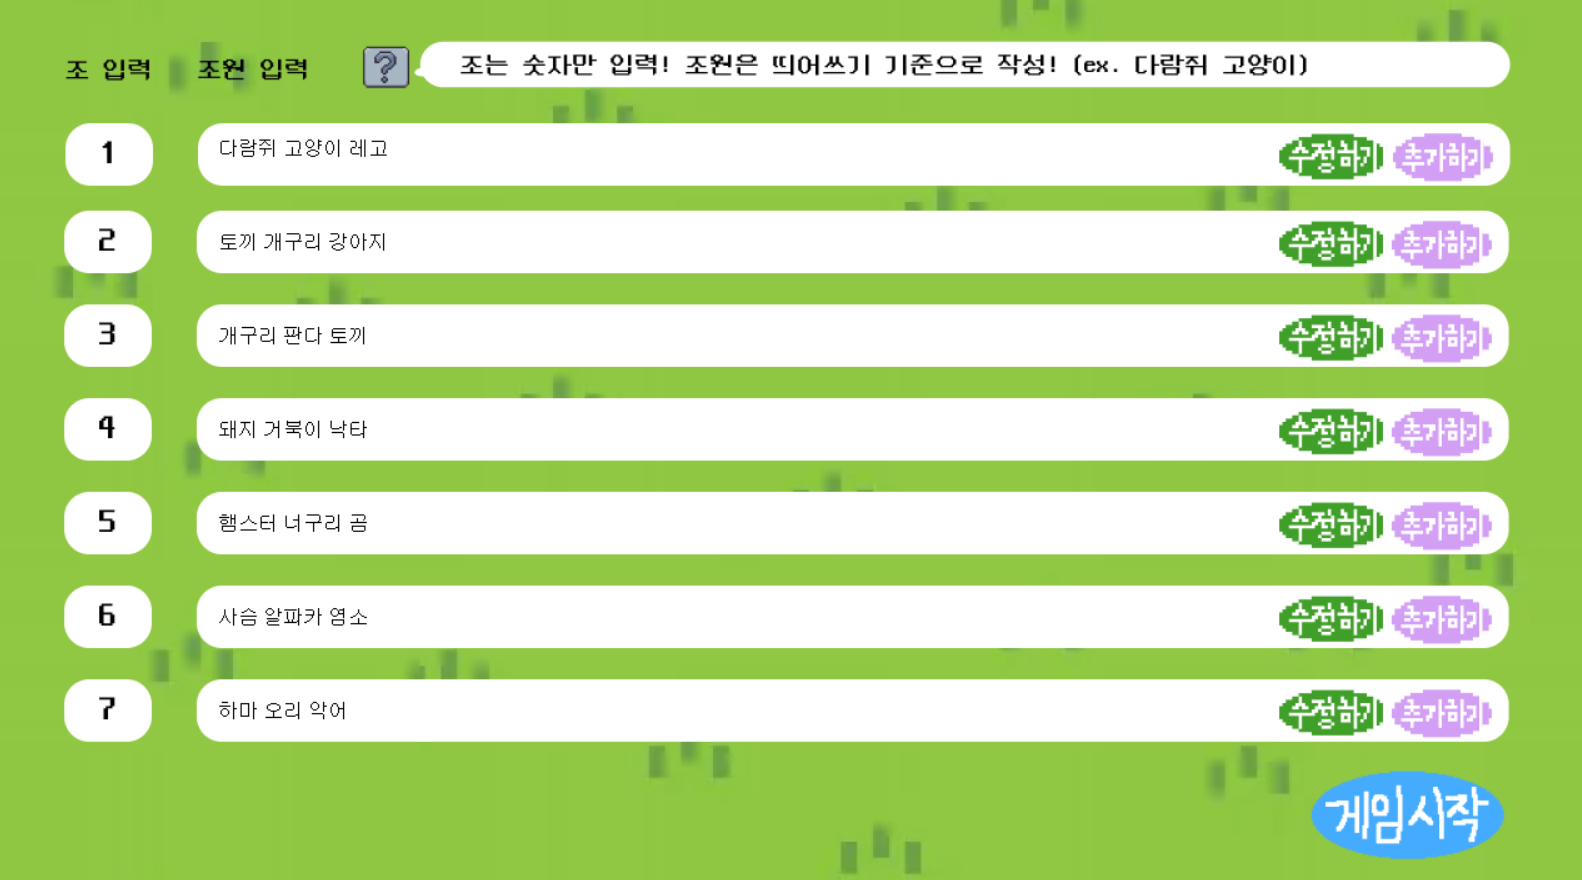 조 입력 조원 입력 ? 조는 숫자만 입력! 조원은 띄어쓰기 기준으로 작성! (ex. 다람쥐 고양이)
1 다람쥐 고양이 레고 수정하기 추가하기
2 토끼 개구리 강아지 수정하기 추가하기
3 개구리 판다 토끼 수정하기 추가하기
4 돼지 거북이 낙타 수정하기 추가하기
5 햄스터 너구리 곰 수정하기 추가하기
6 사슴 알파카 염소 수정하기 추가하기
7 하마 오리 악어 수정하기 추가하기
게임시작